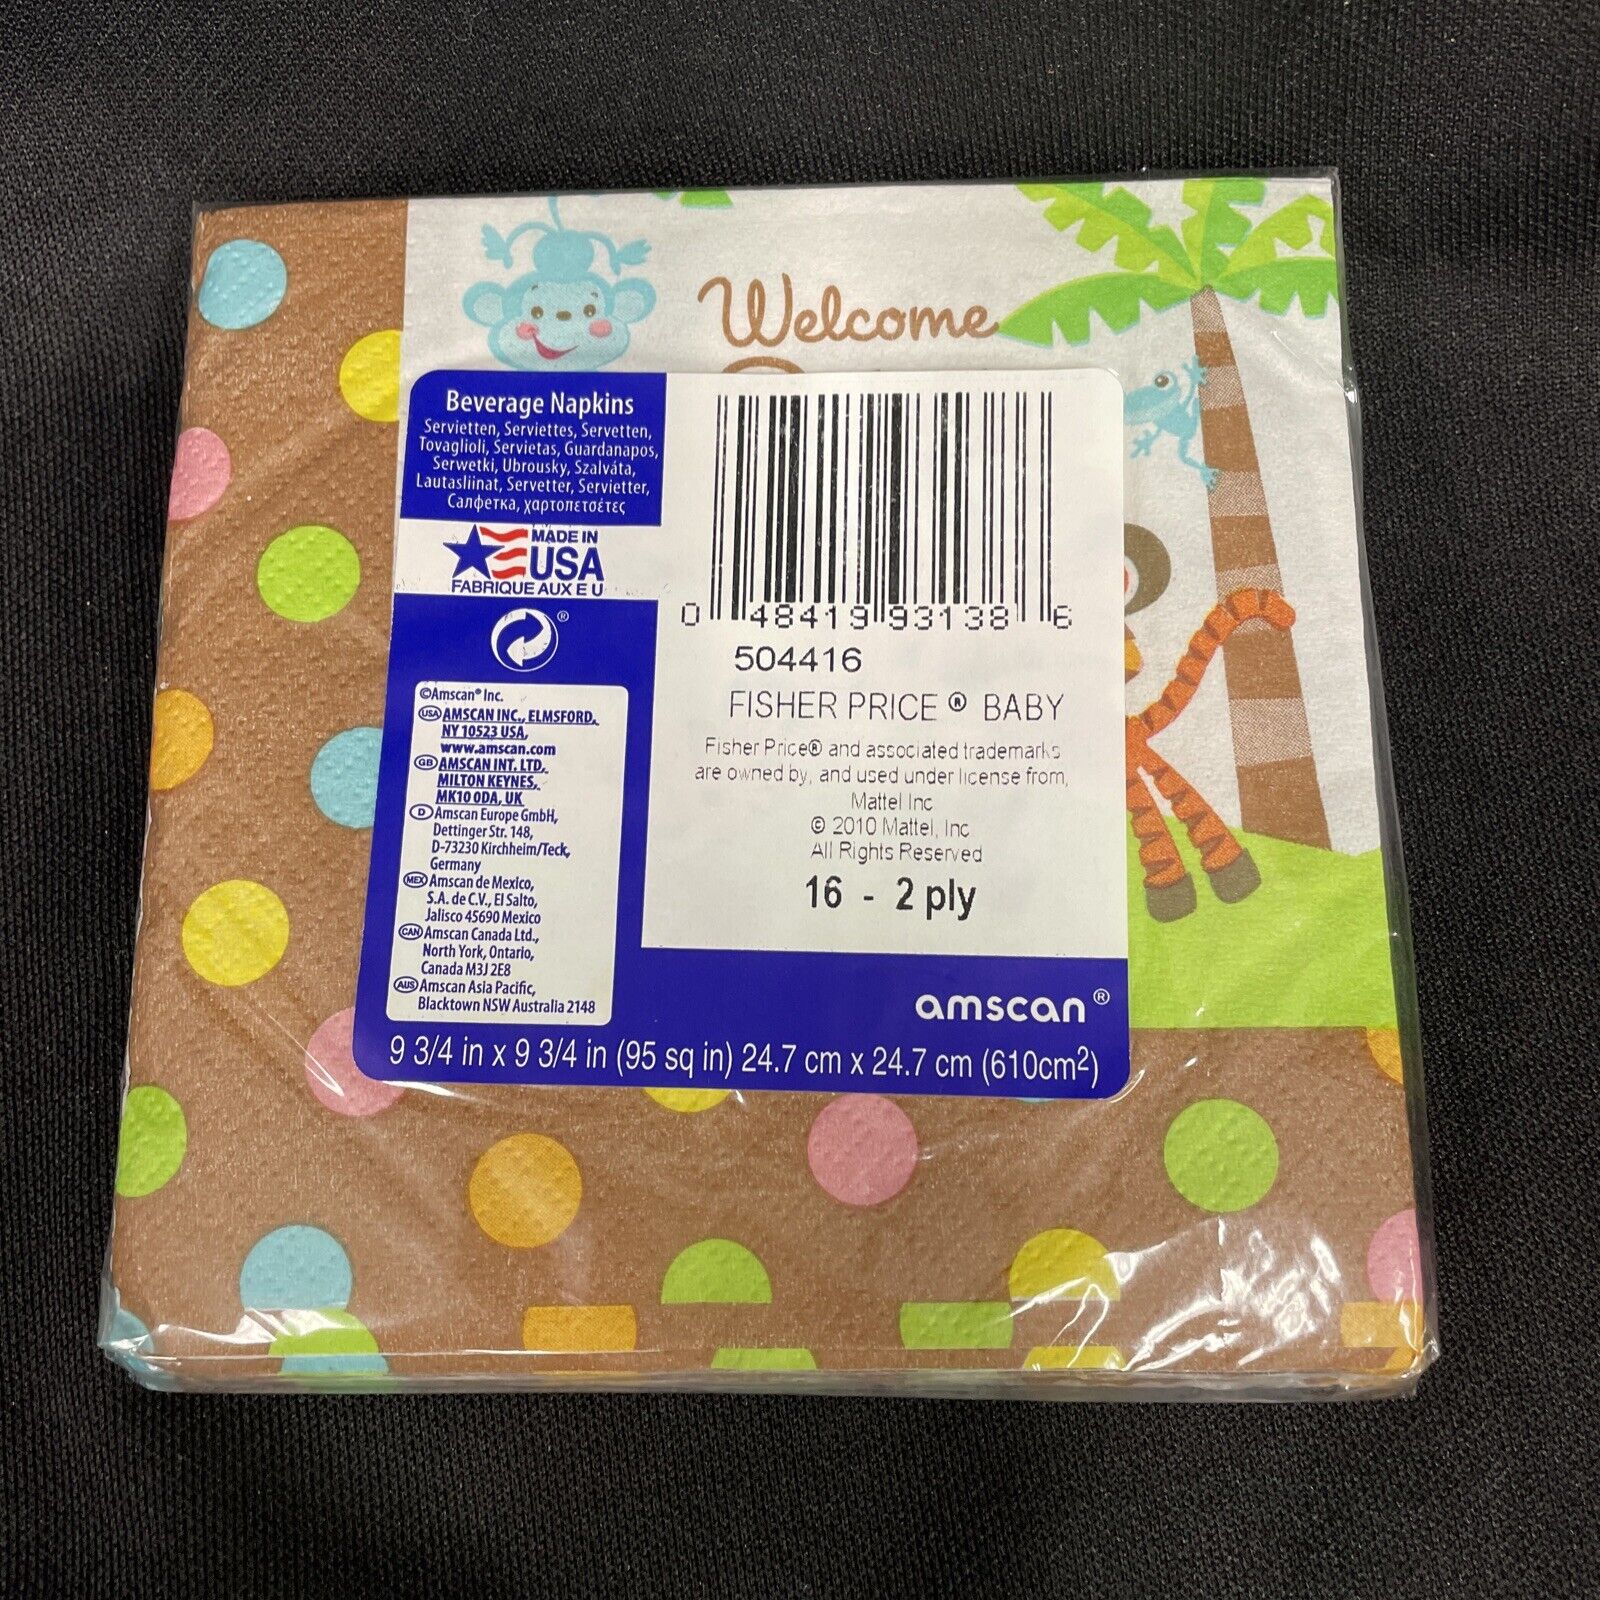 Welcome
Beverage Napkins
Servietten, Serviettes, Servetten,
Tovaglioli, Servietas, Guardanapos,
Serwetki, Ubrousky, Szalváta,
Lautasliinat, Servetter, Servietter,
Салфетка, χαρτοπετσέτες
MADE IN
USA
FABRIQUE AUX E U
®
©Amscan® Inc.
USA AMSCAN INC., ELMSFORD,
NY 10523 USA,
www.amscan.com
GB AMSCAN INT. LTD,
MILTON KEYNES,
MK10 0DA, UK
D Amscan Europe GmbH,
Dettinger Str. 148,
D-73230 Kirchheim/Teck,
Germany
MEX Amscan de Mexico,
S.A. de C.V., El Salto,
Jalisco 45690 Mexico
CAN Amscan Canada Ltd.,
North York, Ontario,
Canada M3J 2E8
AUS Amscan Asia Pacific,
Blacktown NSW Australia 2148
0 48419 93138 6
504416
FISHER PRICE ® BABY
Fisher Price® and associated trademarks
are owned by, and used under license from,
Mattel Inc
© 2010 Mattel, Inc
All Rights Reserved
16 - 2 ply
amscan®
9 3/4 in x 9 3/4 in (95 sq in) 24.7 cm x 24.7 cm (610cm²)